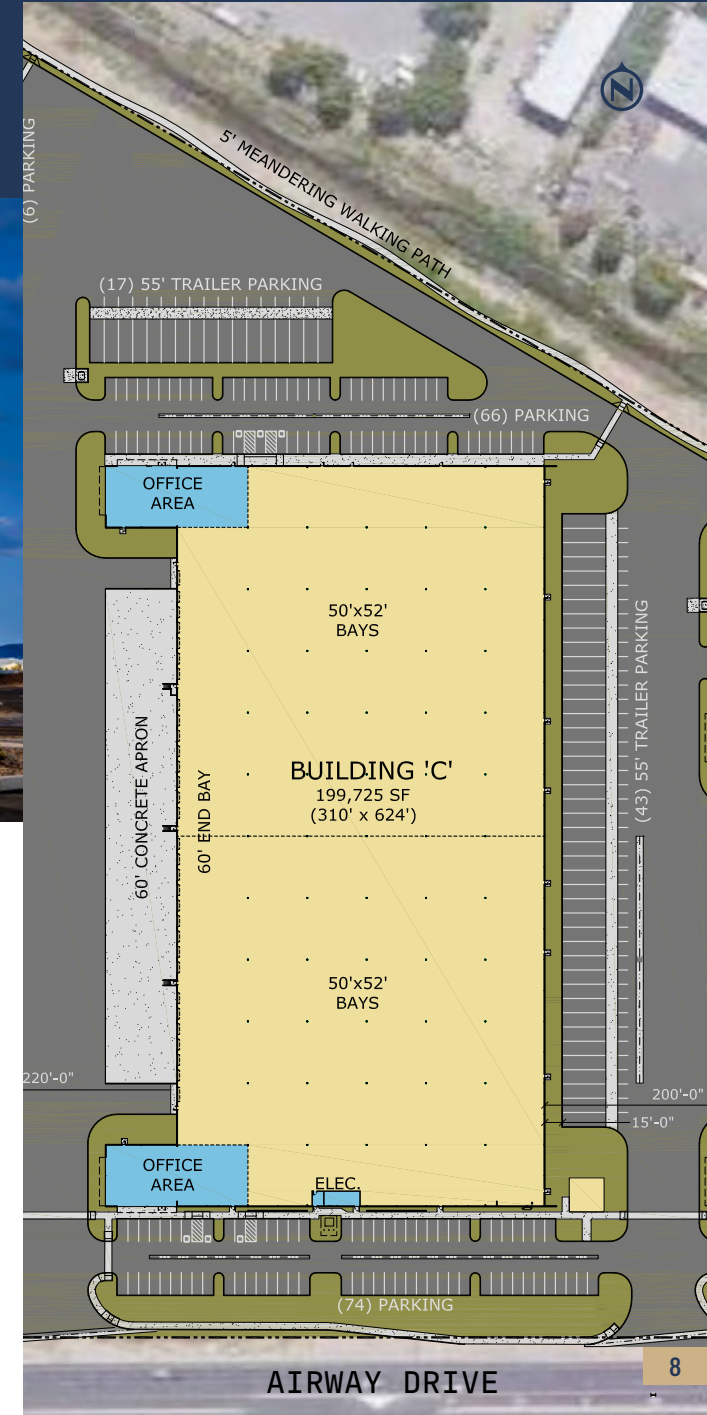 N
5' MEANDERING WALKING PATH
(6) PARKING
(17) 55' TRAILER PARKING
(66) PARKING
OFFICE
AREA
50'x52'
BAYS
(43) 55' TRAILER PARKING
60' CONCRETE APRON
60' END BAY
BUILDING 'C'
199,725 SF
(310' x 624')
50'x52'
BAYS
220'-0"
200'-0"
15'-0"
OFFICE
AREA
ELEC.
(74) PARKING
AIRWAY DRIVE
8